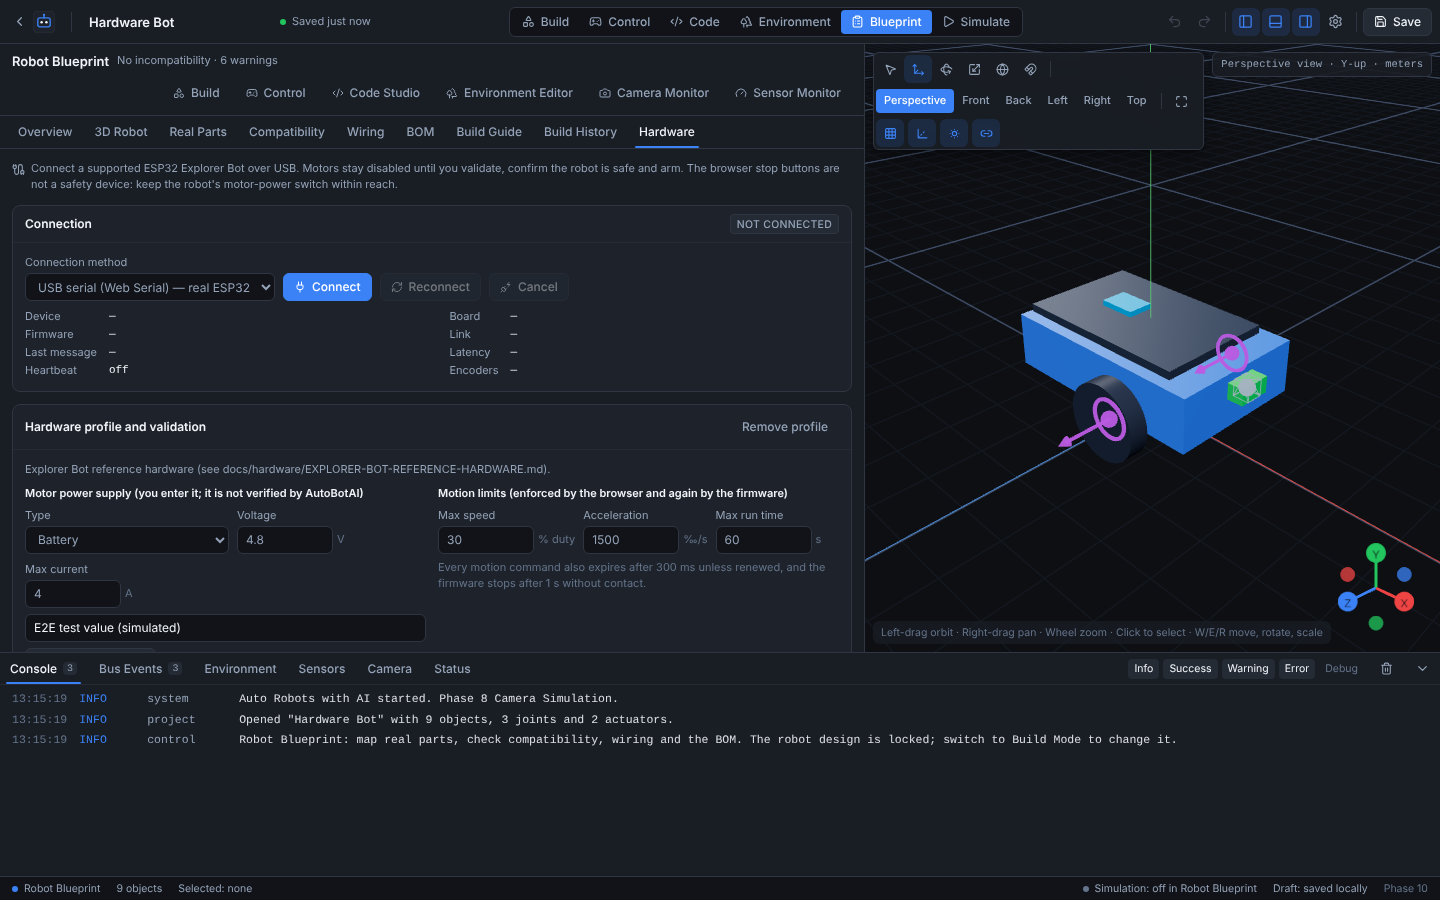 Hardware Bot
Saved just now
Build
Control
Code
Environment
Blueprint
Simulate
Save
Robot Blueprint
No incompatibility · 6 warnings
Build
Control
Code Studio
Environment Editor
Camera Monitor
Sensor Monitor
Overview
3D Robot
Real Parts
Compatibility
Wiring
BOM
Build Guide
Build History
Hardware
Connect a supported ESP32 Explorer Bot over USB. Motors stay disabled until you validate, confirm the robot is safe and arm. The browser stop buttons are
not a safety device: keep the robot's motor-power switch within reach.
Connection
NOT CONNECTED
Connection method
USB serial (Web Serial) — real ESP32
Connect
Reconnect
Cancel
Device –
Board –
Firmware –
Link –
Last message –
Latency –
Heartbeat off
Encoders –
Hardware profile and validation
Remove profile
Explorer Bot reference hardware (see docs/hardware/EXPLORER-BOT-REFERENCE-HARDWARE.md).
Motor power supply (you enter it; it is not verified by AutoBotAI)
Type
Voltage
Battery
4.8 V
Max current
4 A
E2E test value (simulated)
Motion limits (enforced by the browser and again by the firmware)
Max speed
Acceleration
Max run time
30 % duty
1500 ‰/s
60 s
Every motion command also expires after 300 ms unless renewed, and the
firmware stops after 1 s without contact.
Perspective view · Y-up · meters
Perspective
Front
Back
Left
Right
Top
Y
Z
X
Left-drag orbit · Right-drag pan · Wheel zoom · Click to select · W/E/R move, rotate, scale
Console 3
Bus Events 3
Environment
Sensors
Camera
Status
Info
Success
Warning
Error
Debug
13:15:19 INFO system Auto Robots with AI started. Phase 8 Camera Simulation.
13:15:19 INFO project Opened "Hardware Bot" with 9 objects, 3 joints and 2 actuators.
13:15:19 INFO control Robot Blueprint: map real parts, check compatibility, wiring and the BOM. The robot design is locked; switch to Build Mode to change it.
Robot Blueprint
9 objects
Selected: none
Simulation: off in Robot Blueprint
Draft: saved locally
Phase 10